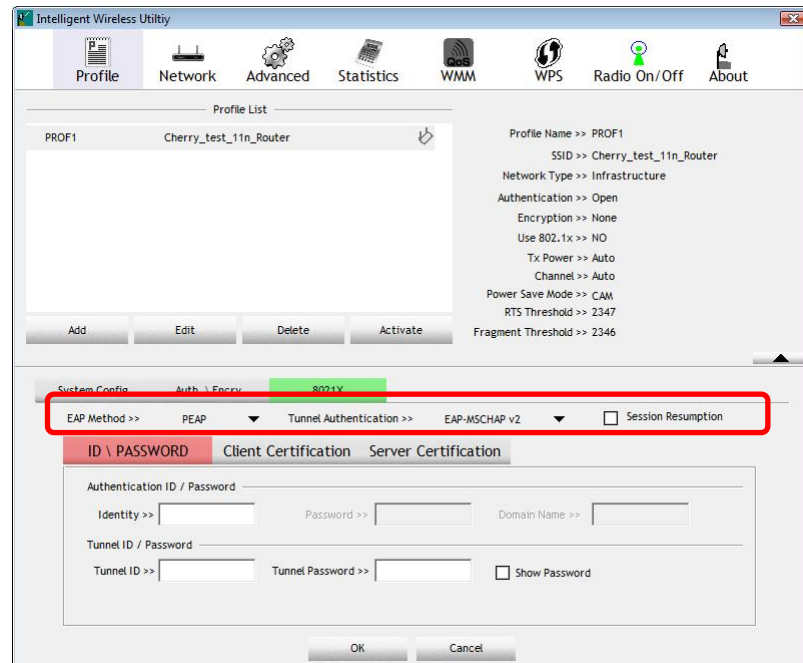 Intelligent Wireless Utiltiy
Profile Network Advanced Statistics QoS WMM WPS Radio On/Off About
Profile List
PROF1 Cherry_test_11n_Router
Profile Name >> PROF1
SSID >> Cherry_test_11n_Router
Network Type >> Infrastructure
Authentication >> Open
Encryption >> None
Use 802.1x >> NO
Tx Power >> Auto
Channel >> Auto
Power Save Mode >> CAM
RTS Threshold >> 2347
Fragment Threshold >> 2346
Add Edit Delete Activate
System Config Auth. \ Encry. 8021X
EAP Method >> PEAP Tunnel Authentication >> EAP-MSCHAP v2 Session Resumption
ID \ PASSWORD Client Certification Server Certification
Authentication ID / Password
Identity >> Password >> Domain Name >>
Tunnel ID / Password
Tunnel ID >> Tunnel Password >> Show Password
OK Cancel